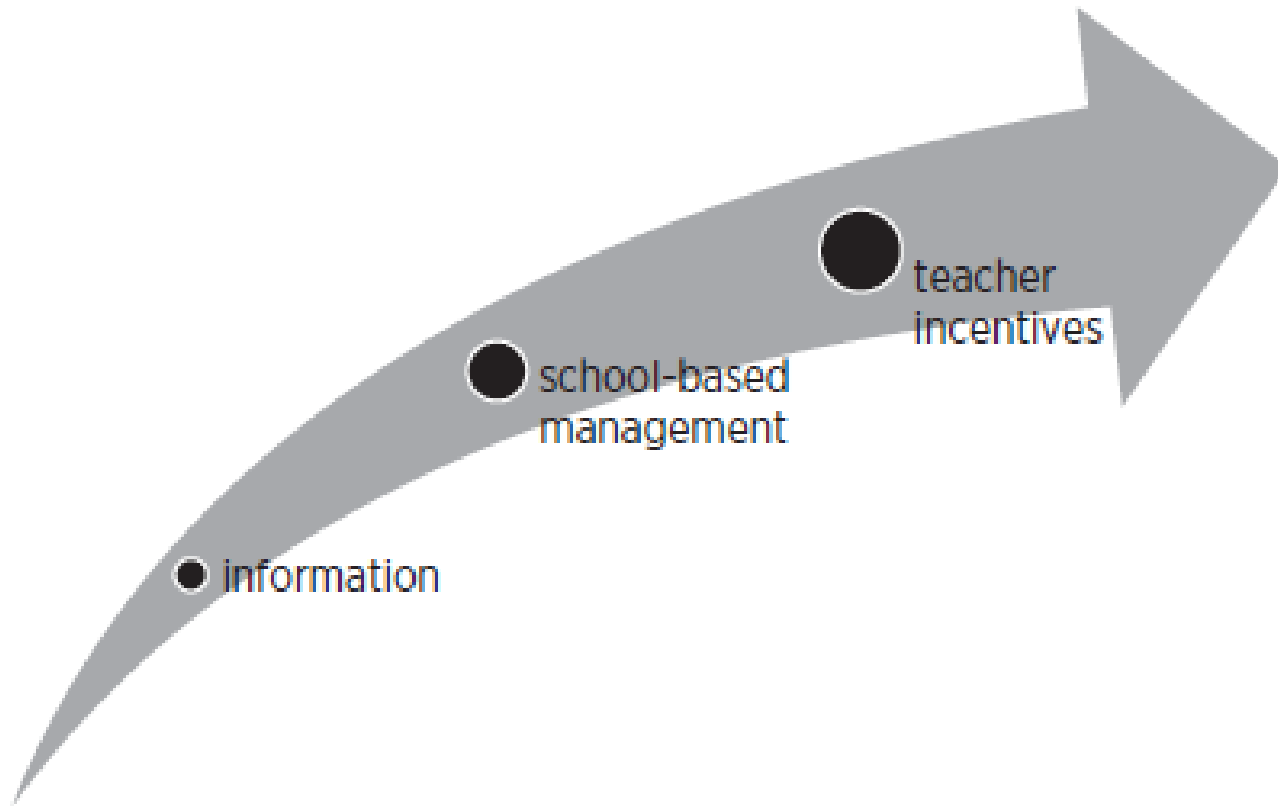 teacher
incentives
school-based
management
information